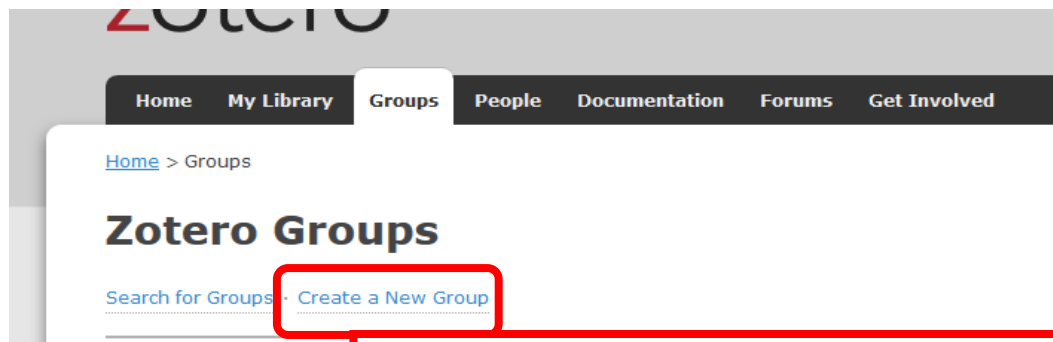 zotero
Home My Library Groups People Documentation Forums Get Involved
Home > Groups
Zotero Groups
Search for Groups · Create a New Group